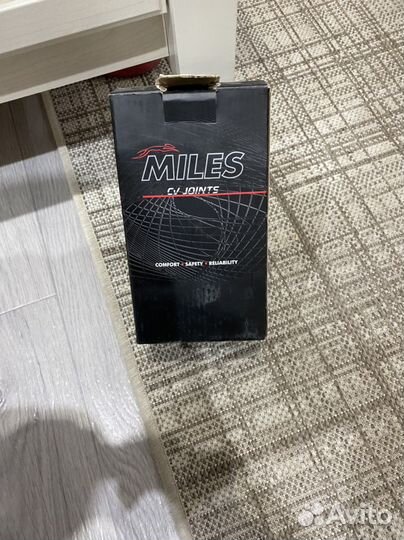 MILES
CV JOINTS
COMFORT • SAFETY • RELIABILITY
Avito